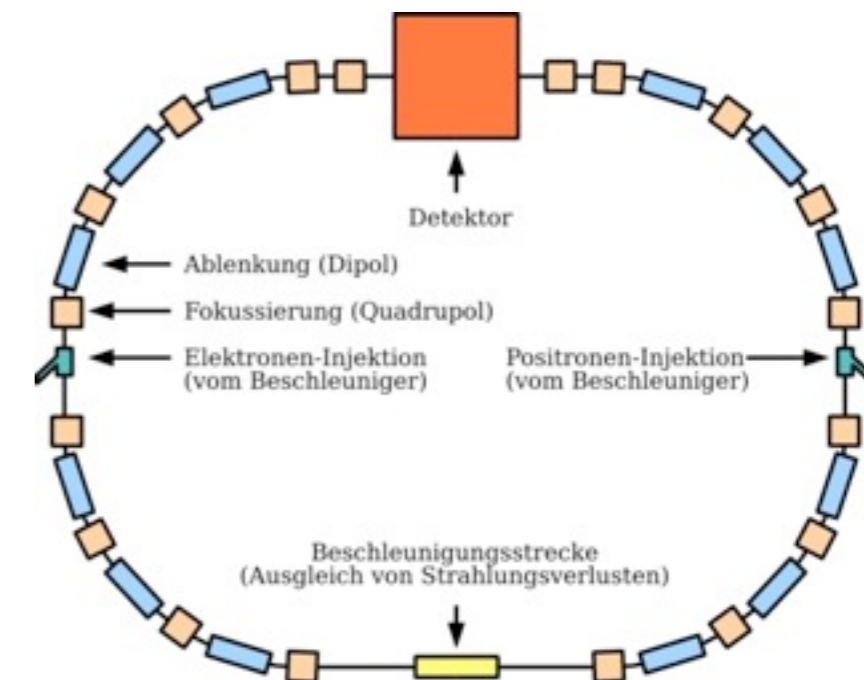 Detektor
Ablenkung (Dipol)
Fokussierung (Quadrupol)
Elektronen-Injektion
(vom Beschleuniger)
Positronen-Injektion
(vom Beschleuniger)
Beschleunigungsstrecke
(Ausgleich von Strahlungsverlusten)